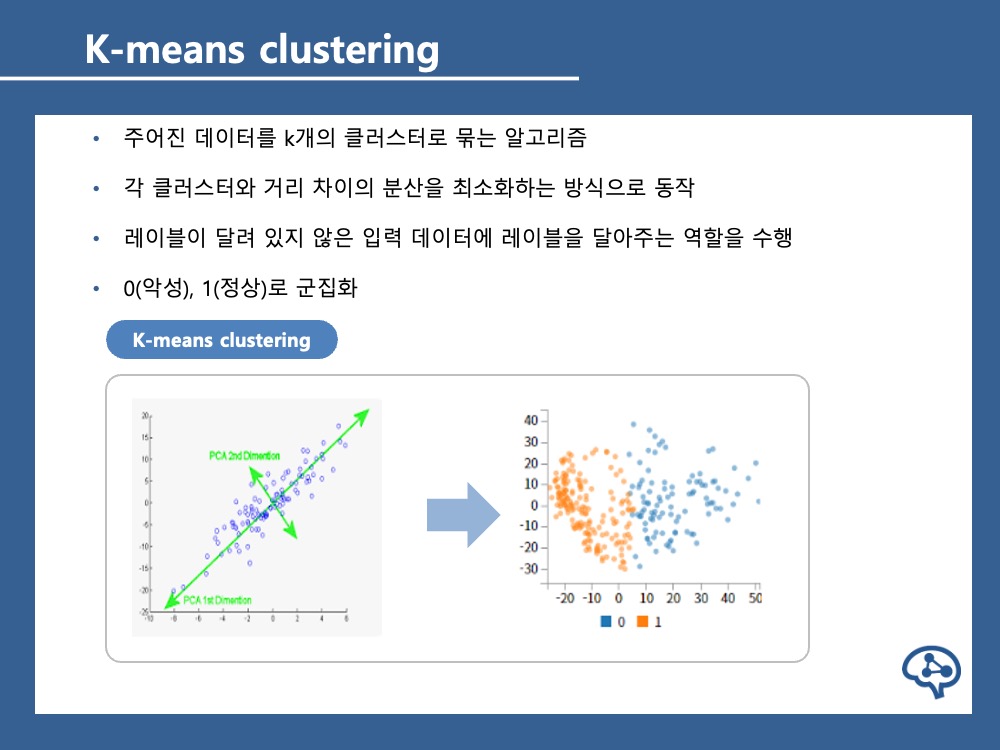 K-means clustering
• 주어진 데이터를 k개의 클러스터로 묶는 알고리즘
• 각 클러스터와 거리 차이의 분산을 최소화하는 방식으로 동작
• 레이블이 달려 있지 않은 입력 데이터에 레이블을 달아주는 역할을 수행
• 0(악성), 1(정상)로 군집화
K-means clustering
20
15
10
5
0
-5
-10
-15
-20
-25
-10 -8 -6 -4 -2 0 2 4 6
PCA 2nd Dimention
PCA 1st Dimention
40
30
20
10
0
-10
-20
-30
-20 -10 0 10 20 30 40 50
0 1